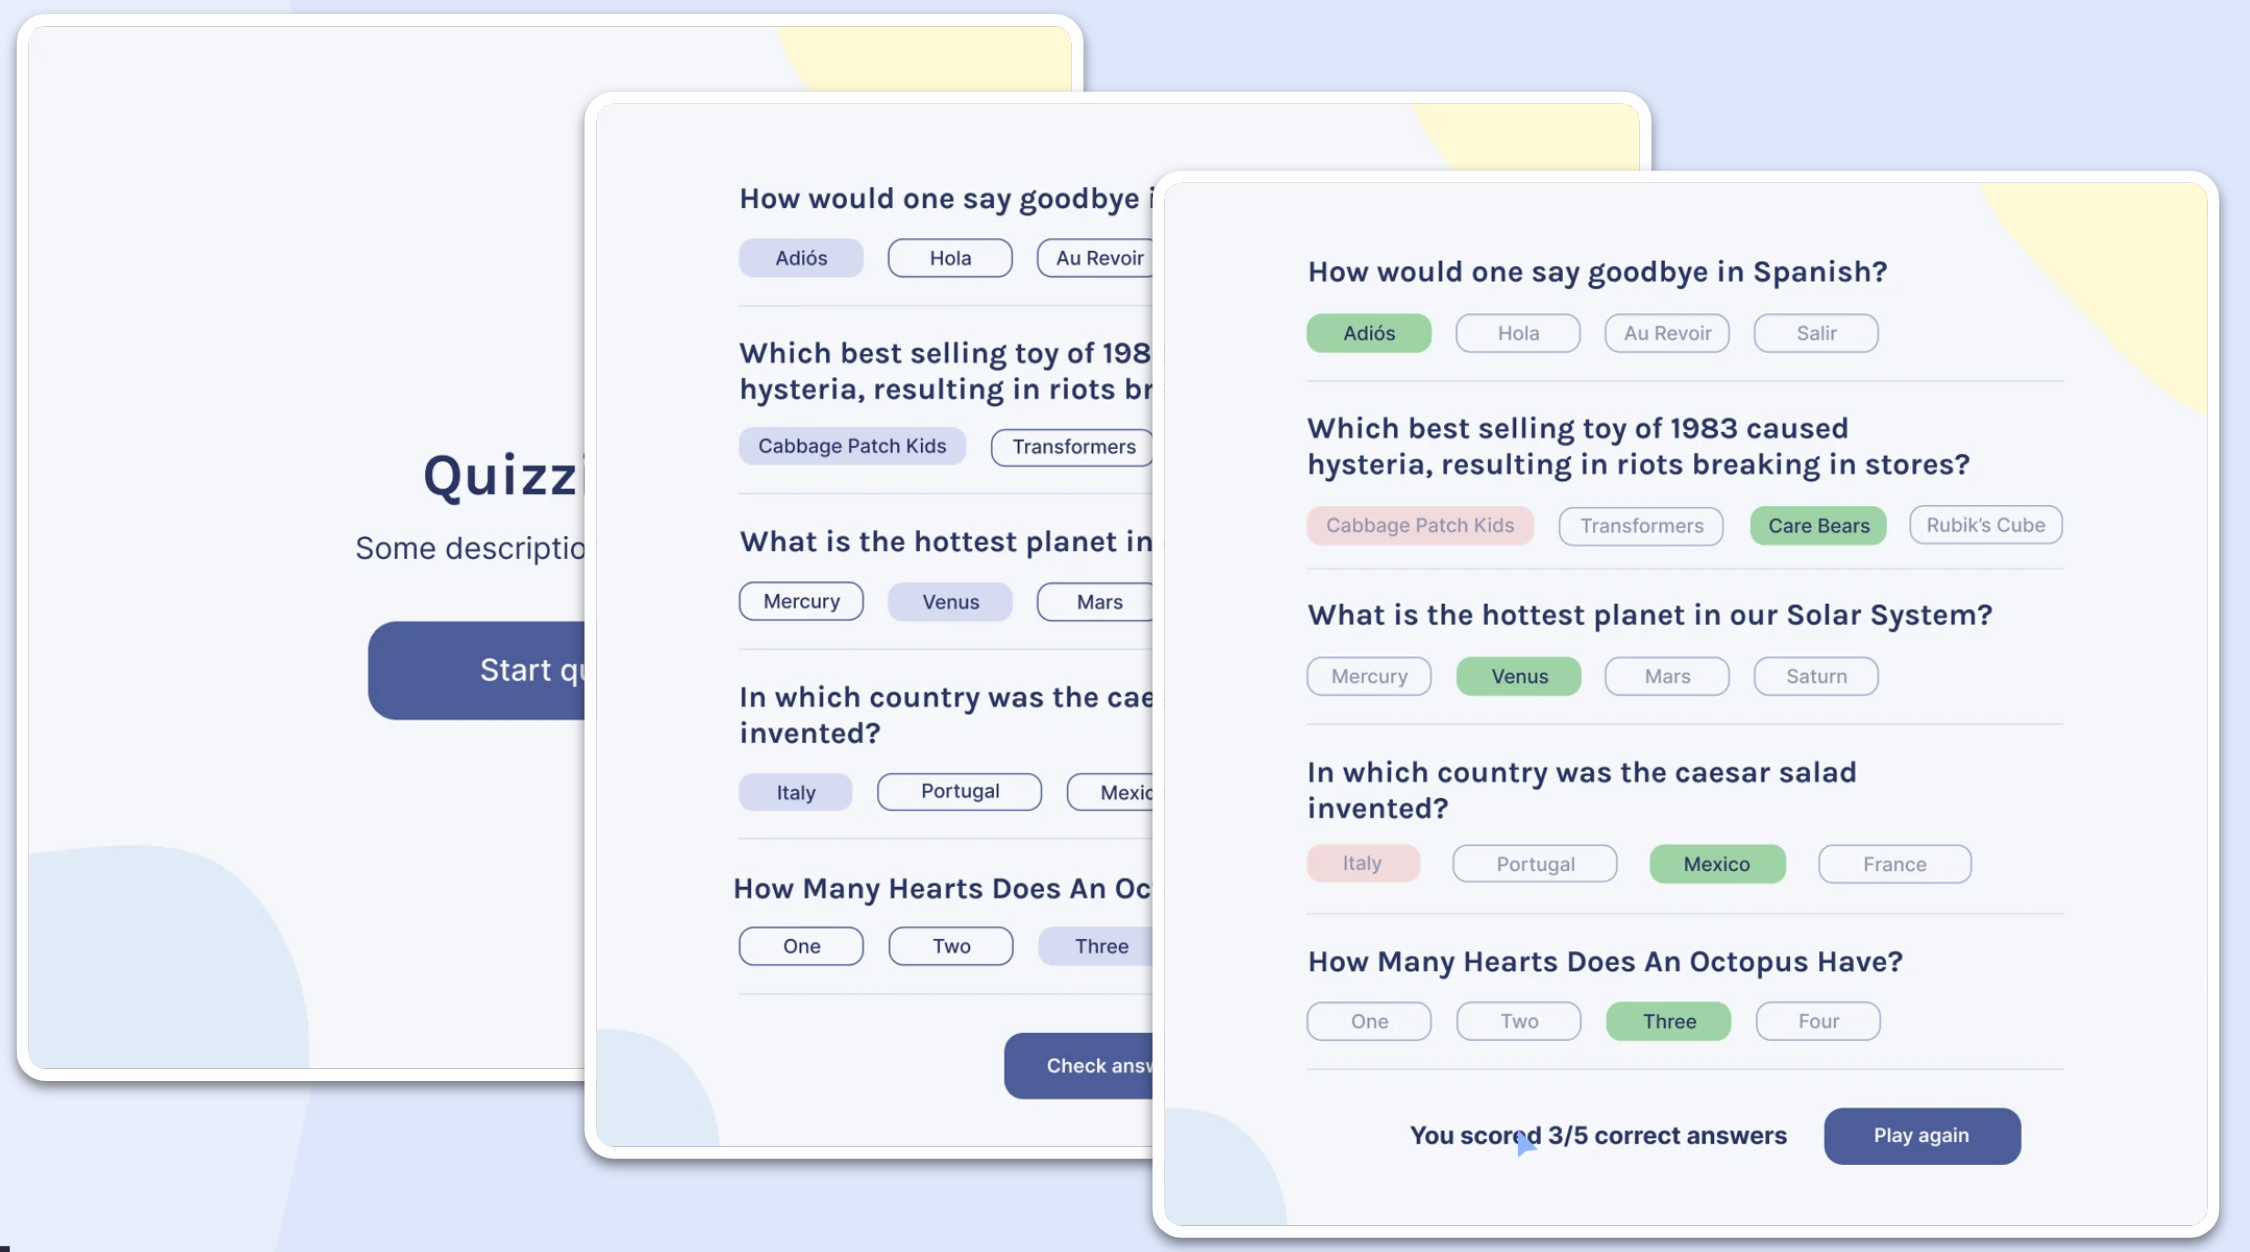 Quizzi
Some descriptio
Start qu
How would one say goodbye
Adiós
Hola
Au Revoir
Which best selling toy of 198
hysteria, resulting in riots br
Cabbage Patch Kids
Transformers
What is the hottest planet in
Mercury
Venus
Mars
In which country was the cae
invented?
Italy
Portugal
Mexic
How Many Hearts Does An Oc
One
Two
Three
Check answ
How would one say goodbye in Spanish?
Adiós
Hola
Au Revoir
Salir
Which best selling toy of 1983 caused
hysteria, resulting in riots breaking in stores?
Cabbage Patch Kids
Transformers
Care Bears
Rubik's Cube
What is the hottest planet in our Solar System?
Mercury
Venus
Mars
Saturn
In which country was the caesar salad
invented?
Italy
Portugal
Mexico
France
How Many Hearts Does An Octopus Have?
One
Two
Three
Four
You scored 3/5 correct answers
Play again